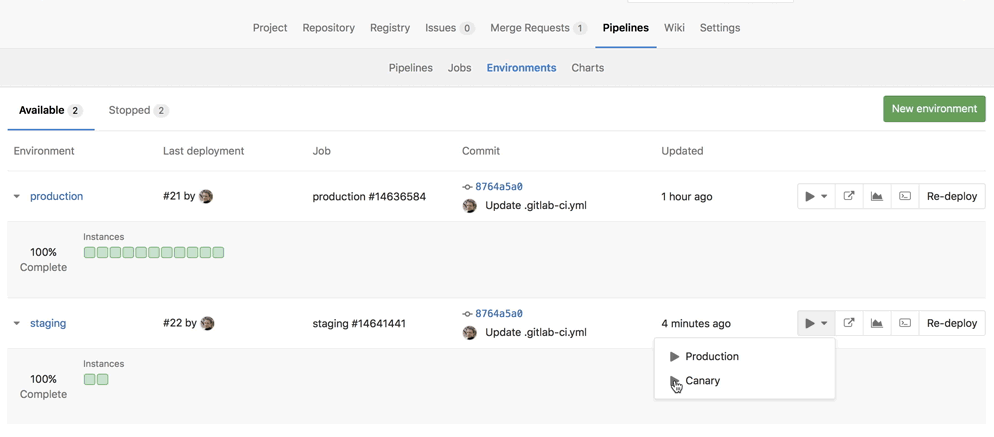 Project Repository Registry Issues 0 Merge Requests 1 Pipelines Wiki Settings
Pipelines Jobs Environments Charts
Available 2 Stopped 2 New environment
Environment Last deployment Job Commit Updated
production #21 by production #14636584 8764a5a0 1 hour ago Re-deploy
Update .gitlab-ci.yml
Instances
100%
Complete
staging #22 by staging #14641441 8764a5a0 4 minutes ago Re-deploy
Update .gitlab-ci.yml
Production
Instances
100%
Canary
Complete